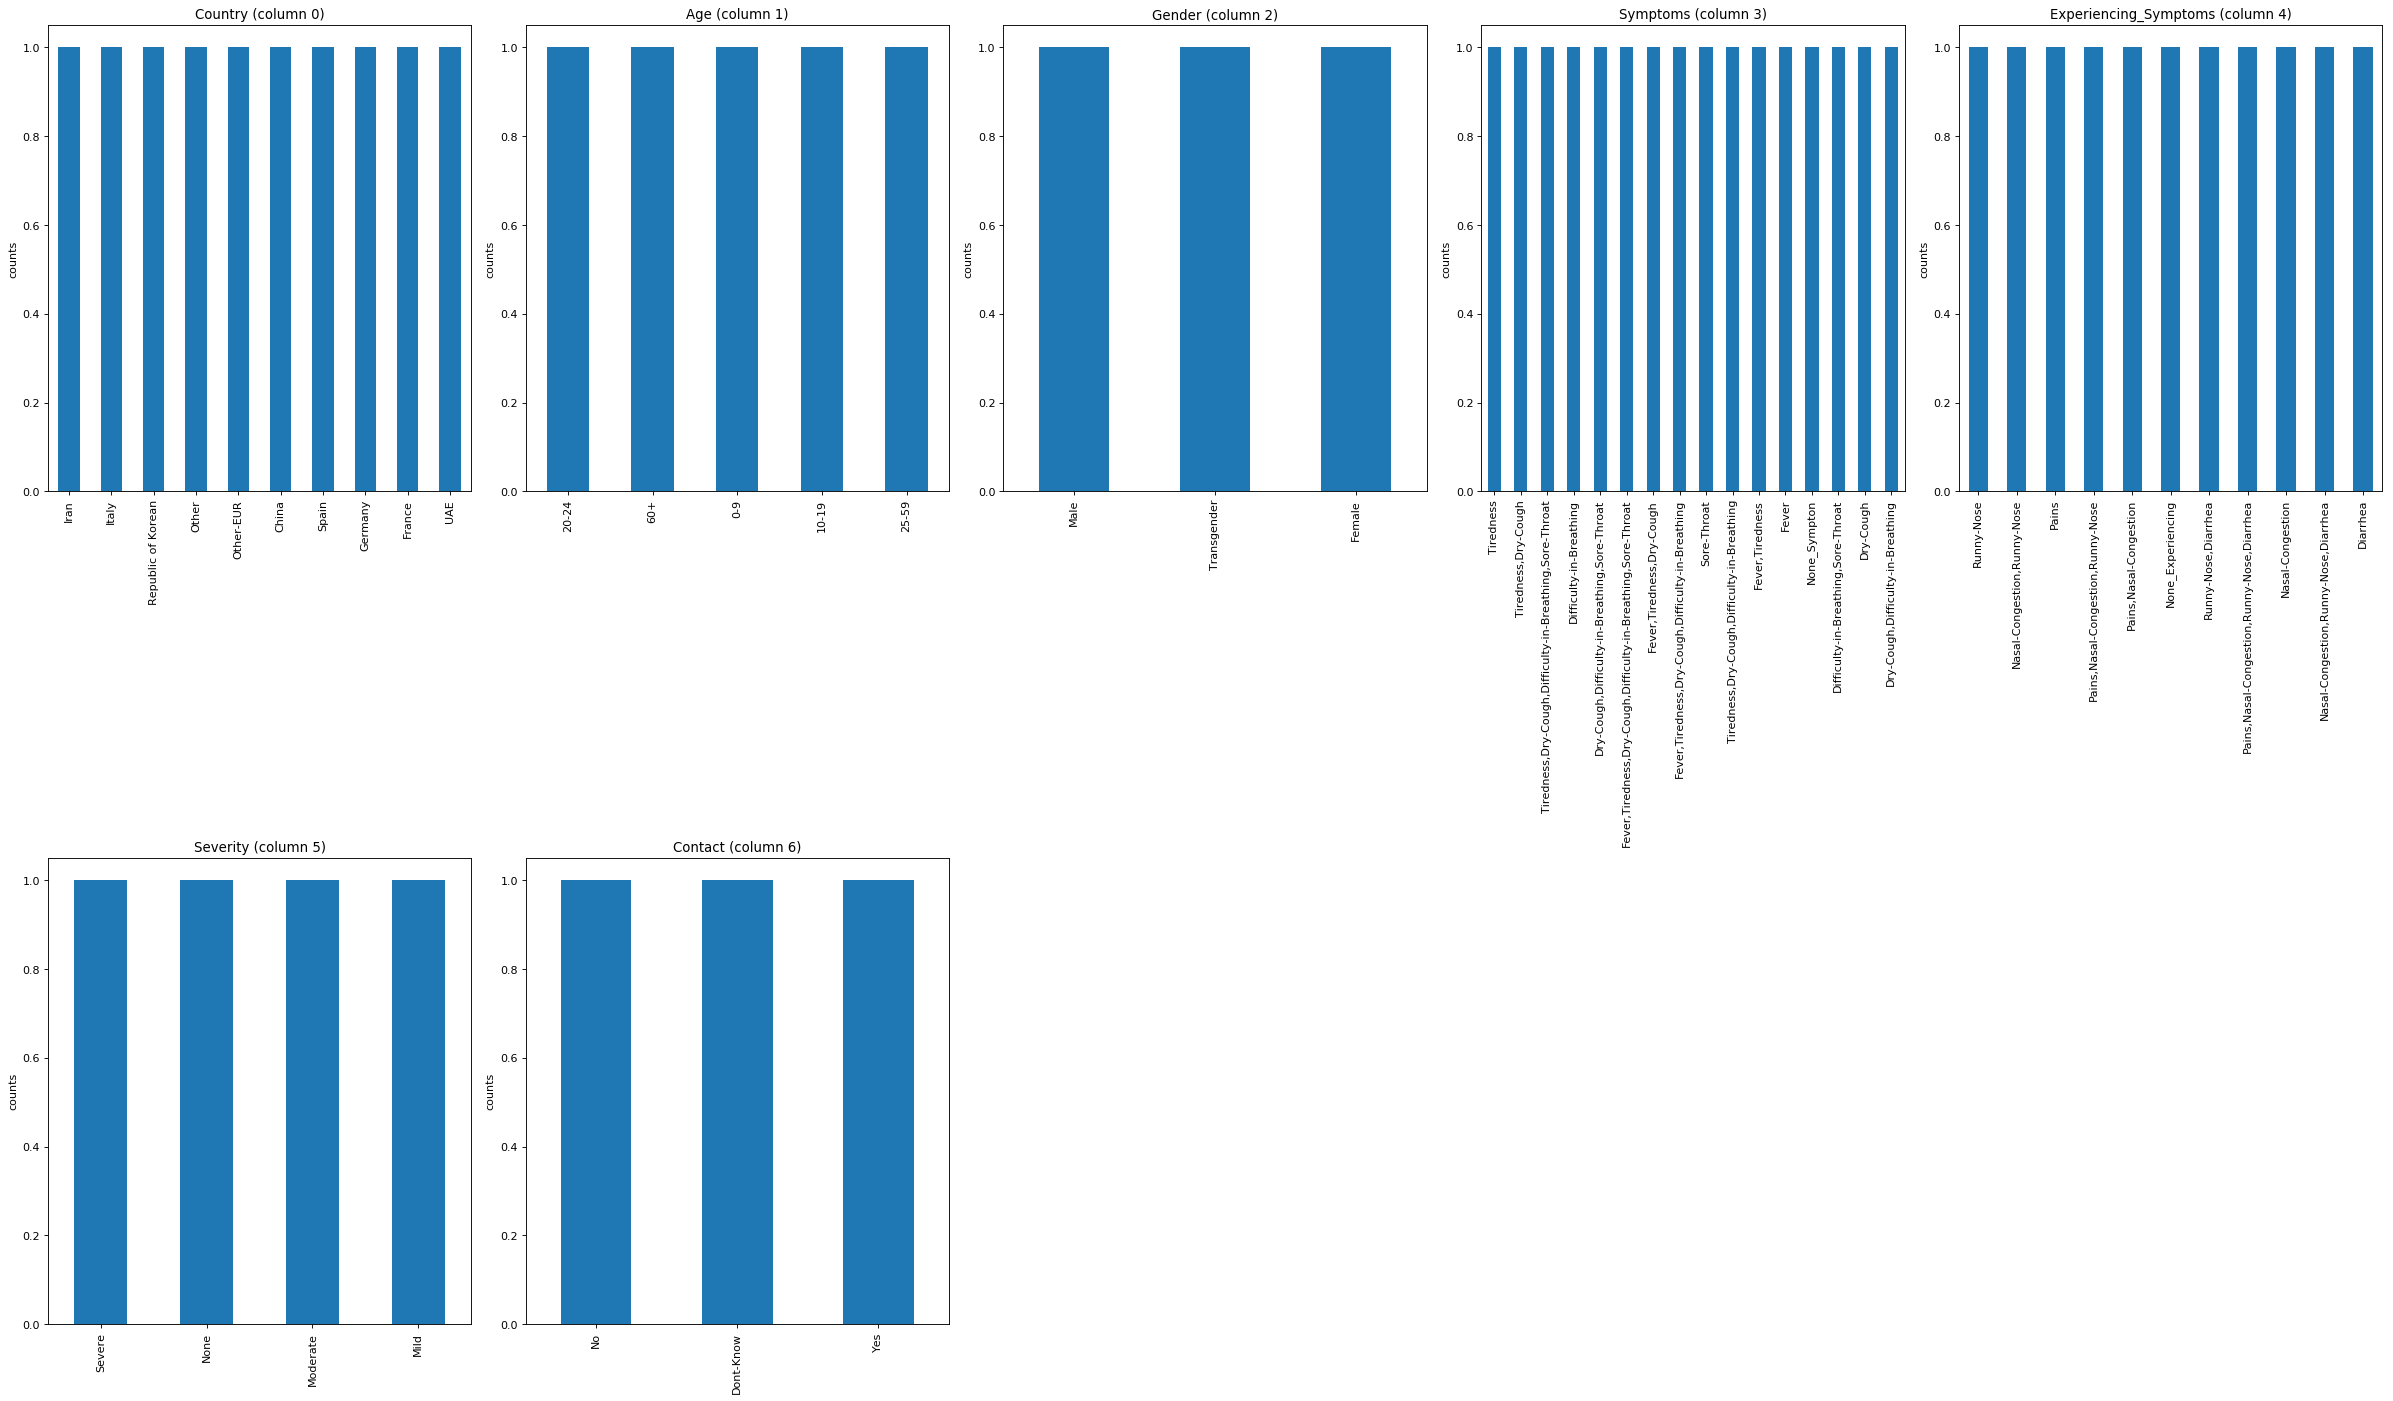 Country (column 0)
counts
1.0
0.8
0.6
0.4
0.2
0.0
Iran
Italy
Republic of Korean
Other
Other-EUR
China
Spain
Germany
France
UAE
Age (column 1)
counts
1.0
0.8
0.6
0.4
0.2
0.0
20-24
60+
0-9
10-19
25-59
Gender (column 2)
counts
1.0
0.8
0.6
0.4
0.2
0.0
Male
Transgender
Female
Symptoms (column 3)
counts
1.0
0.8
0.6
0.4
0.2
0.0
Tiredness
Tiredness,Dry-Cough
Tiredness,Dry-Cough,Difficulty-in-Breathing,Sore-Throat
Difficulty-in-Breathing
Dry-Cough,Difficulty-in-Breathing,Sore-Throat
Fever,Tiredness,Dry-Cough,Difficulty-in-Breathing,Sore-Throat
Fever,Tiredness,Dry-Cough
Fever,Tiredness,Dry-Cough,Difficulty-in-Breathing
Sore-Throat
Tiredness,Dry-Cough,Difficulty-in-Breathing
Fever,Tiredness
Fever
None_Sympton
Difficulty-in-Breathing,Sore-Throat
Dry-Cough
Dry-Cough,Difficulty-in-Breathing
Experiencing_Symptoms (column 4)
counts
1.0
0.8
0.6
0.4
0.2
0.0
Runny-Nose
Nasal-Congestion,Runny-Nose
Pains
Pains,Nasal-Congestion,Runny-Nose
Pains,Nasal-Congestion
None_Experiencing
Runny-Nose,Diarrhea
Pains,Nasal-Congestion,Runny-Nose,Diarrhea
Nasal-Congestion
Nasal-Congestion,Runny-Nose,Diarrhea
Diarrhea
Severity (column 5)
counts
1.0
0.8
0.6
0.4
0.2
0.0
Severe
None
Moderate
Mild
Contact (column 6)
counts
1.0
0.8
0.6
0.4
0.2
0.0
No
Dont-Know
Yes